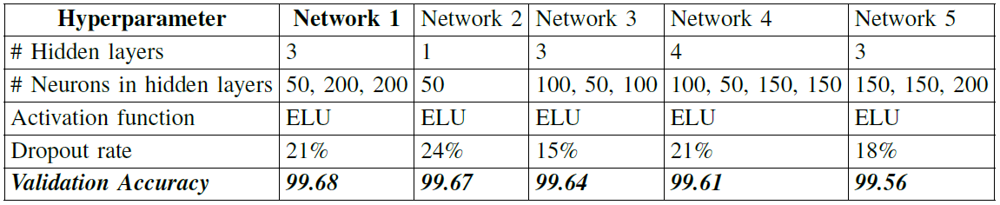 Hyperparameter Network 1 Network 2 Network 3 Network 4 Network 5
# Hidden layers 3 1 3 4 3
# Neurons in hidden layers 50, 200, 200 50 100, 50, 100 100, 50, 150, 150 150, 150, 200
Activation function ELU ELU ELU ELU ELU
Dropout rate 21% 24% 15% 21% 18%
Validation Accuracy 99.68 99.67 99.64 99.61 99.56